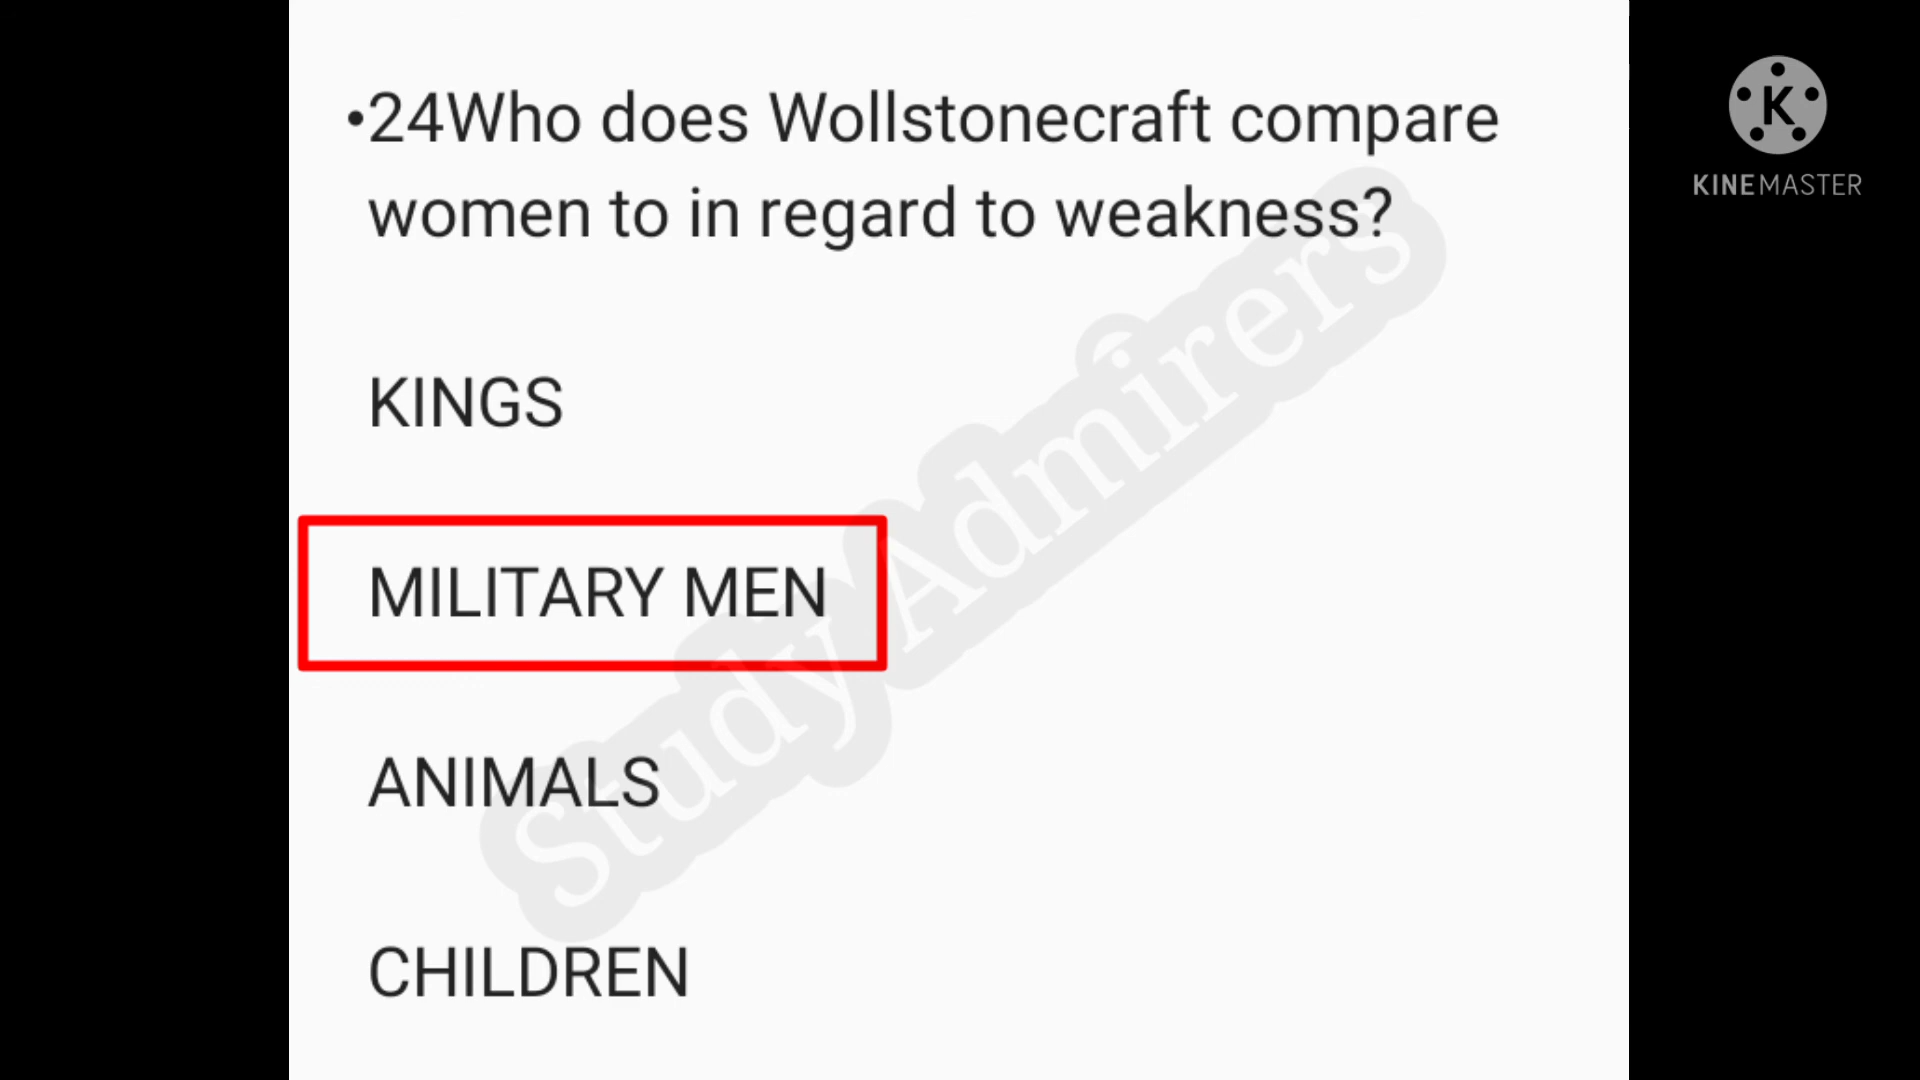 •24Who does Wollstonecraft compare
women to in regard to weakness?
KINGS
MILITARY MEN
ANIMALS
CHILDREN
Study Admirers
K
KINEMASTER